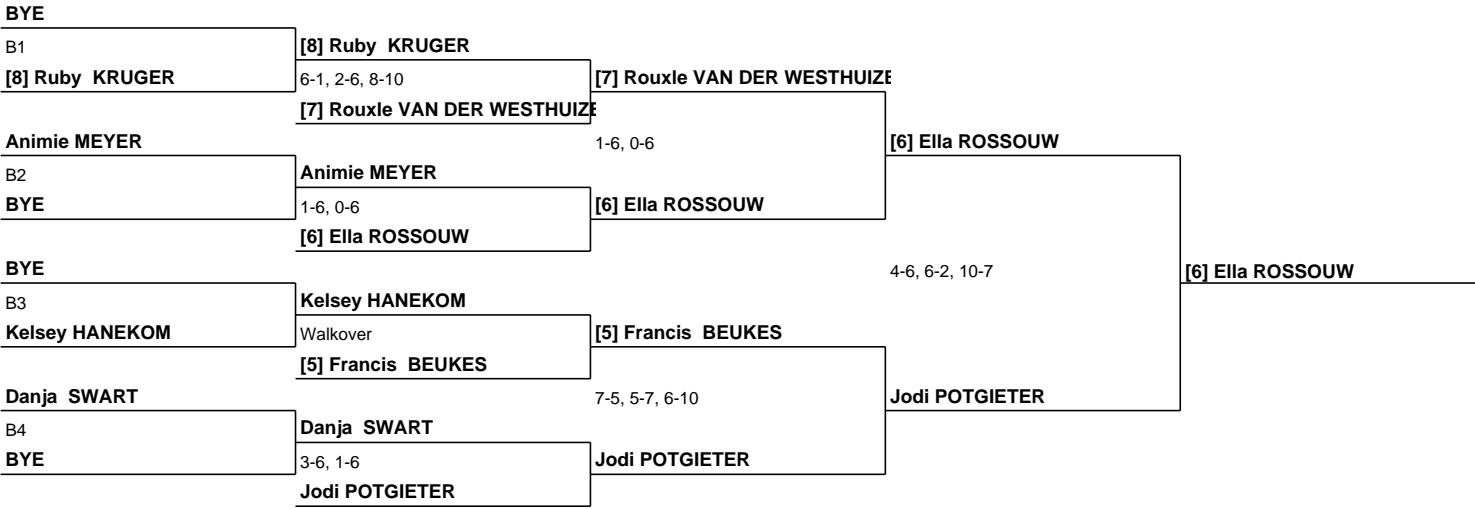 BYE
B1
[8] Ruby KRUGER
Animie MEYER
B2
BYE
BYE
B3
Kelsey HANEKOM
Danja SWART
B4
BYE
[8] Ruby KRUGER
6-1, 2-6, 8-10
[7] Rouxle VAN DER WESTHUIZE
Animie MEYER
1-6, 0-6
[6] Ella ROSSOUW
Kelsey HANEKOM
Walkover
[5] Francis BEUKES
Danja SWART
3-6, 1-6
Jodi POTGIETER
[7] Rouxle VAN DER WESTHUIZE
1-6, 0-6
[6] Ella ROSSOUW
[5] Francis BEUKES
7-5, 5-7, 6-10
Jodi POTGIETER
[6] Ella ROSSOUW
4-6, 6-2, 10-7
Jodi POTGIETER
[6] Ella ROSSOUW